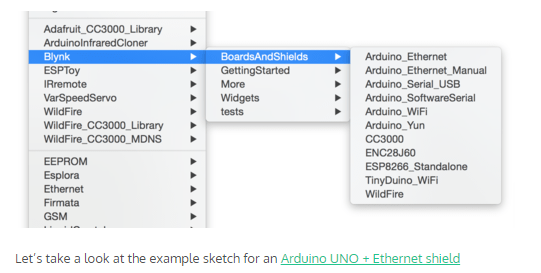 Adafruit_CC3000_Library
ArduinoInfraredCloner
Blynk
ESPToy
IRremote
VarSpeedServo
WildFire
WildFire_CC3000_Library
WildFire_CC3000_MDNS
EEPROM
Esplora
Ethernet
Firmata
GSM
BoardsAndShields
GettingStarted
More
Widgets
tests
Arduino_Ethernet
Arduino_Ethernet_Manual
Arduino_Serial_USB
Arduino_SoftwareSerial
Arduino_WiFi
Arduino_Yun
CC3000
ENC28J60
ESP8266_Standalone
TinyDuino_WiFi
WildFire
Let's take a look at the example sketch for an Arduino UNO + Ethernet shield